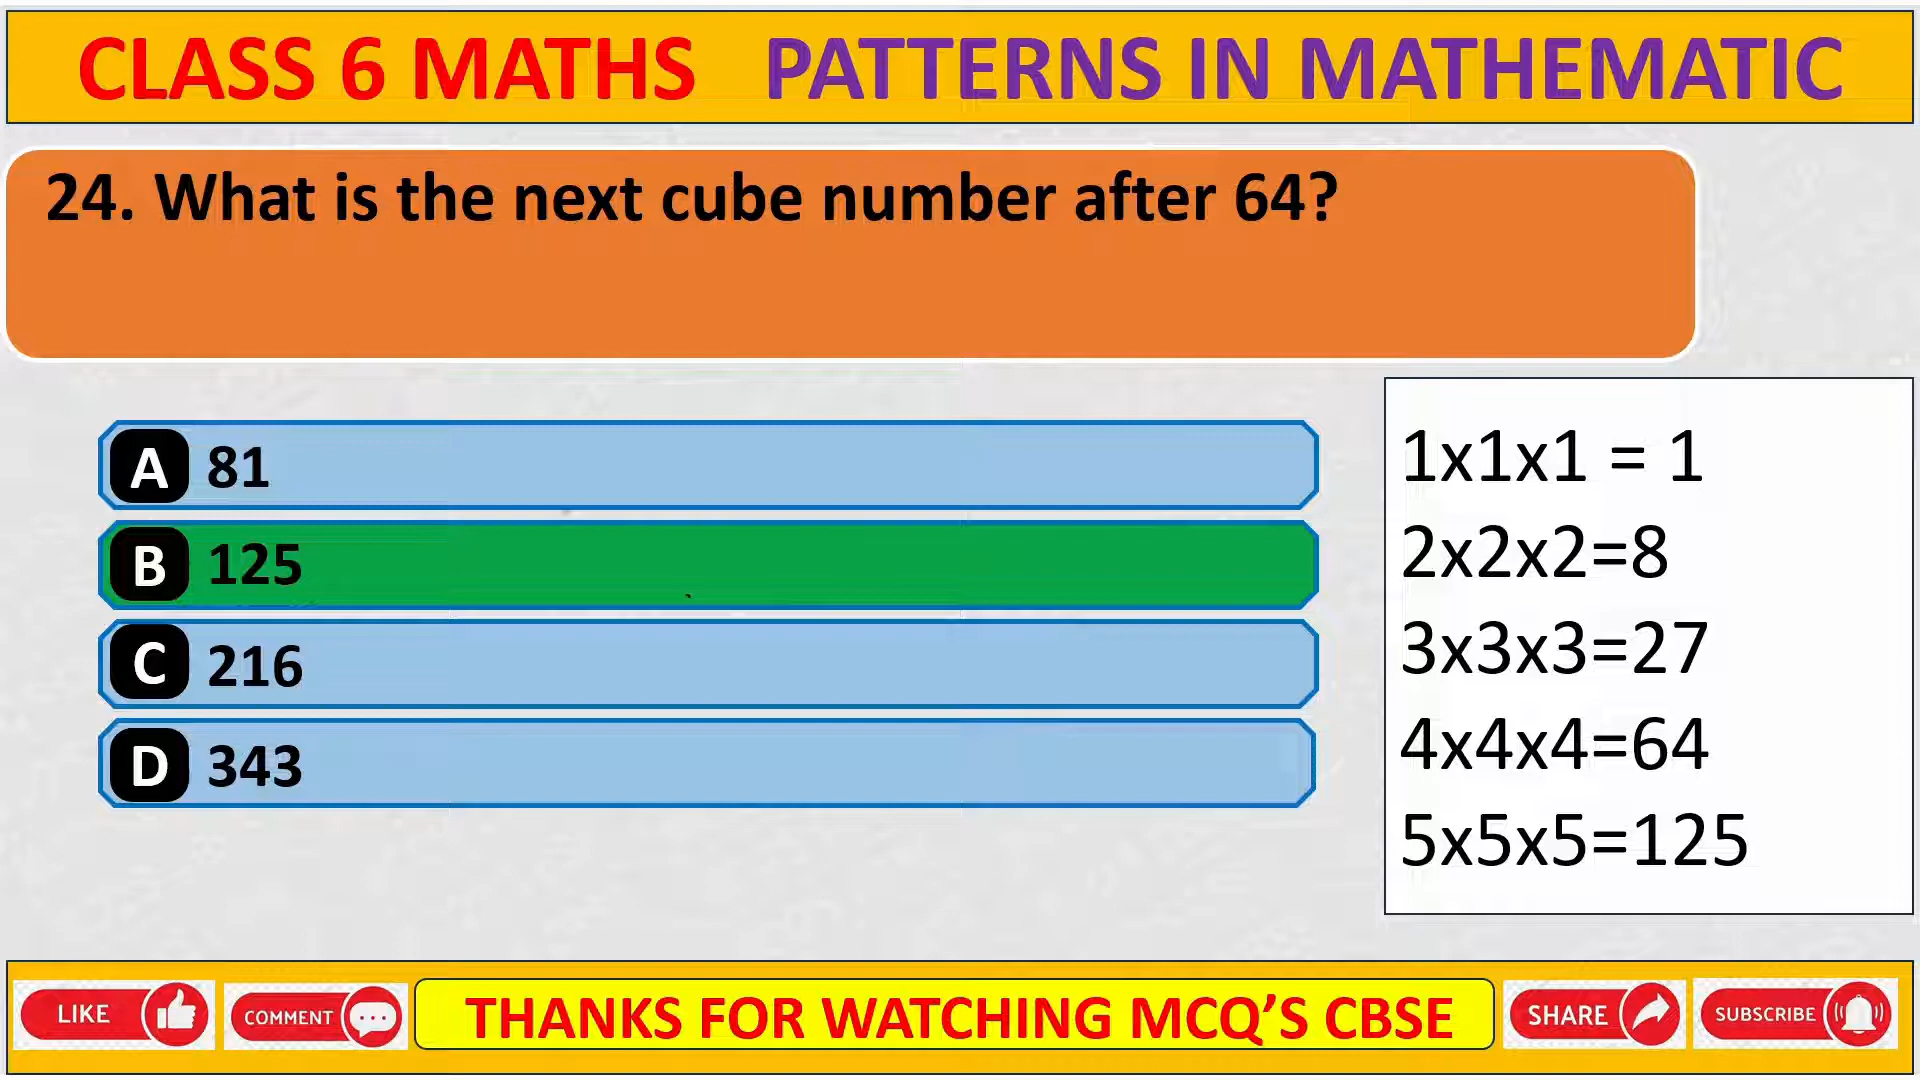 CLASS 6 MATHS PATTERNS IN MATHEMATIC
24. What is the next cube number after 64?
A 81
B 125
C 216
D 343
1x1x1 = 1
2x2x2=8
3x3x3=27
4x4x4=64
5x5x5=125
LIKE
COMMENT
THANKS FOR WATCHING MCQ’S CBSE
SHARE
SUBSCRIBE